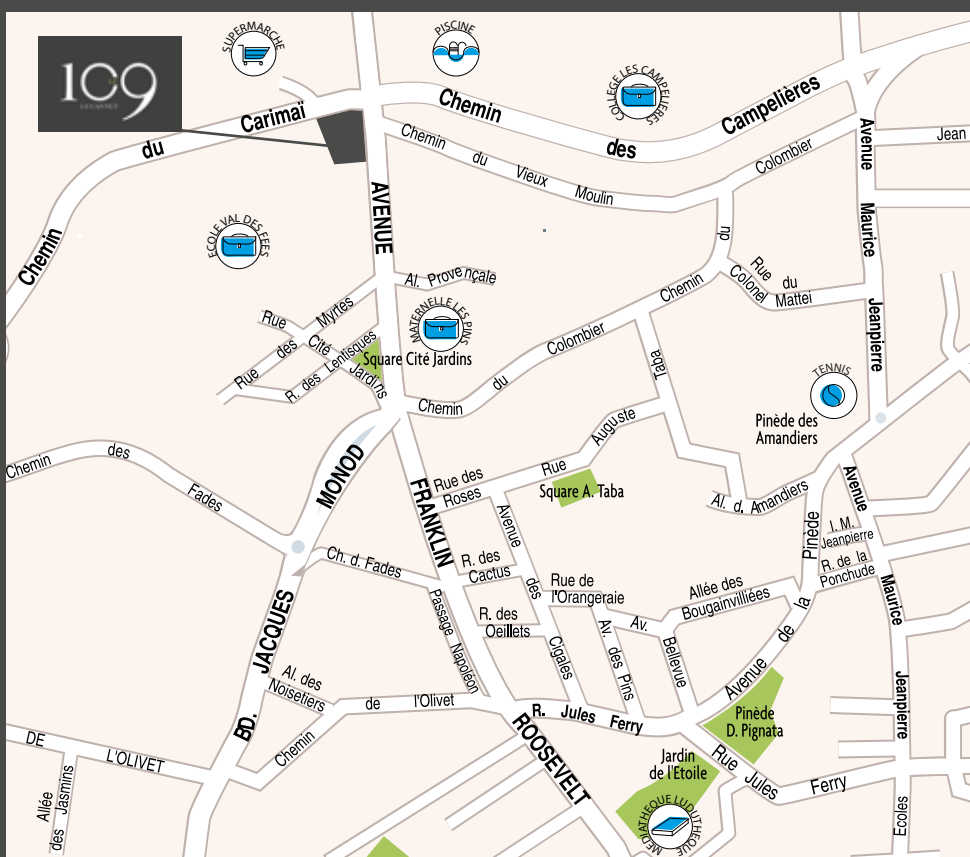 109
LE CANNET
SUPERMARCHE
PISCINE
COLLEGE LES CAMPELIERES
Chemin du Carimaï
Chemin des Campelières
Chemin du Vieux Moulin
Colombier
Avenue Maurice Jeanpierre
Jean
AVENUE
ECOLE VAL DES FEES
Al. Provençale
MATERNELLE LES PINS
Rue des Myrtes
Rue Cité Jardins
R. des Lentisques
Square Cité Jardins
Chemin du Colombier
Chemin
du
Rue du
Colonel Mattei
Taba
TENNIS
Pinède des
Amandiers
Chemin des Fades
MONOD
FRANKLIN
Rue des
Roses
Rue Auguste
Square A. Taba
Al. d. Amandiers
Avenue
Pinède
I. M.
Jeanpierre
R. de la
Ponchude
Ch. d. Fades
R. des
Cactus
Avenue des Cigales
Rue de
l'Orangeraie
Allée des
Bougainvilliées
Maurice
R. des
Oeillets
Passage Napoléon
Av. des Pins
Av.
Bellevue
Avenue de la
JACQUES
BD.
Al. des
Noisetiers
Chemin de l'Olivet
R. Jules Ferry
ROOSEVELT
Pinède
D. Pignata
Jeanpierre
DE L'OLIVET
Allée
des Jasmins
Jardin
de l'Etoile
Rue Jules Ferry
MEDIATHEQUE LUDOTHEQUE
Ecoles